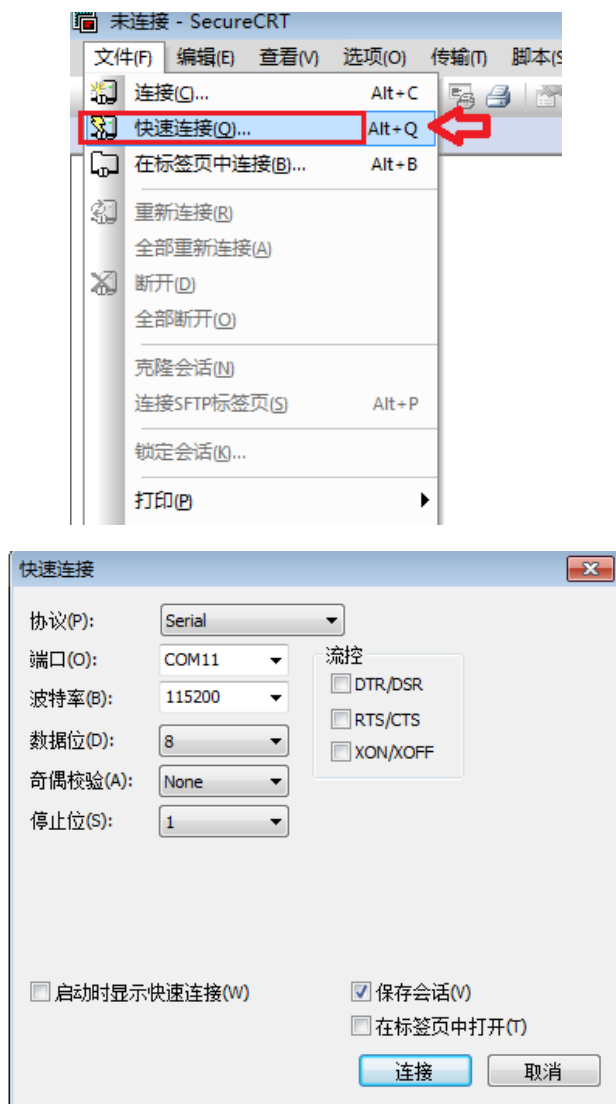 未连接 - SecureCRT
文件(F) 编辑(E) 查看(V) 选项(O) 传输(T) 脚本(S
连接(C)... Alt+C
快速连接(Q)... Alt+Q
在标签页中连接(B)... Alt+B
重新连接(R)
全部重新连接(A)
断开(D)
全部断开(O)
克隆会话(N)
连接SFTP标签页(S) Alt+P
锁定会话(K)...
打印(P)
快速连接
协议(P): Serial
端口(O): COM11 流控
DTR/DSR
波特率(B): 115200
RTS/CTS
数据位(D): 8
XON/XOFF
奇偶校验(A): None
停止位(S): 1
启动时显示快速连接(W) 保存会话(V)
在标签页中打开(T)
连接 取消